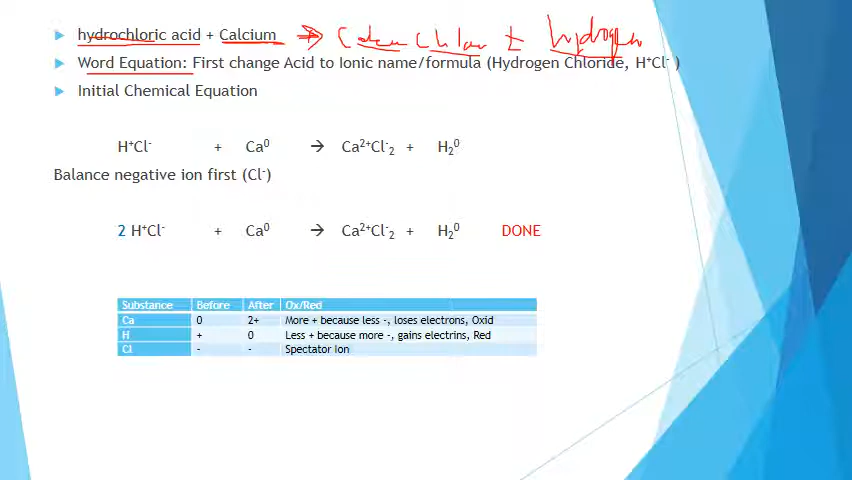 hydrochloric acid + Calcium → Calcium Chlor + hydrogen
Word Equation: First change Acid to Ionic name/formula (Hydrogen Chloride, H⁺Cl⁻ )
Initial Chemical Equation
H⁺Cl⁻ + Ca⁰ → Ca²⁺Cl⁻₂ + H₂⁰
Balance negative ion first (Cl⁻)
2 H⁺Cl⁻ + Ca⁰ → Ca²⁺Cl⁻₂ + H₂⁰ DONE
Substance Before After Ox/Red
Ca 0 2+ More + because less -, loses electrons, Oxid
H + 0 Less + because more -, gains electrins, Red
Cl - - Spectator Ion